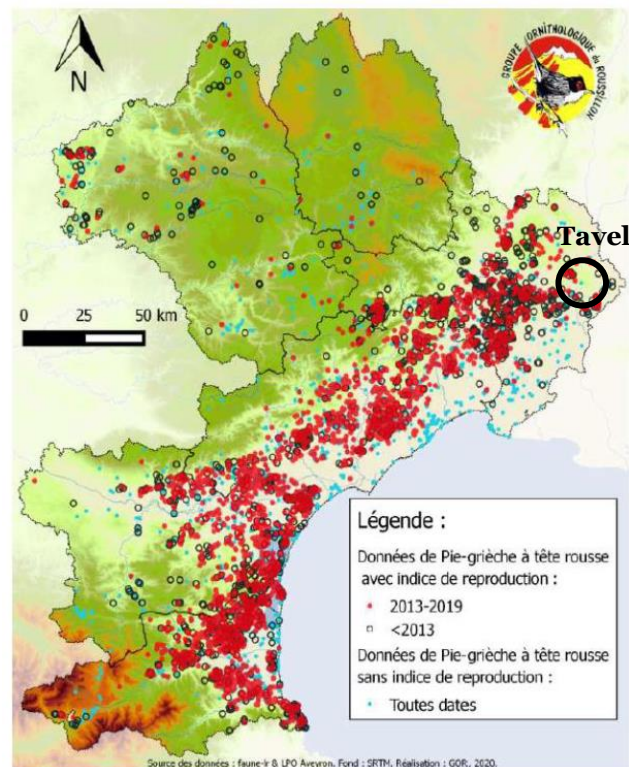 GROUPE ORNITHOLOGIQUE du ROUSSILLON
N
Tavel
0 25 50 km
Légende :
Données de Pie-grièche à tête rousse
avec indice de reproduction :
2013-2019
<2013
Données de Pie-grièche à tête rousse
sans indice de reproduction :
Toutes dates
Source des données : faune-lr & LPO Aveyron. Fond : SRTM. Réalisation : GOR, 2020.